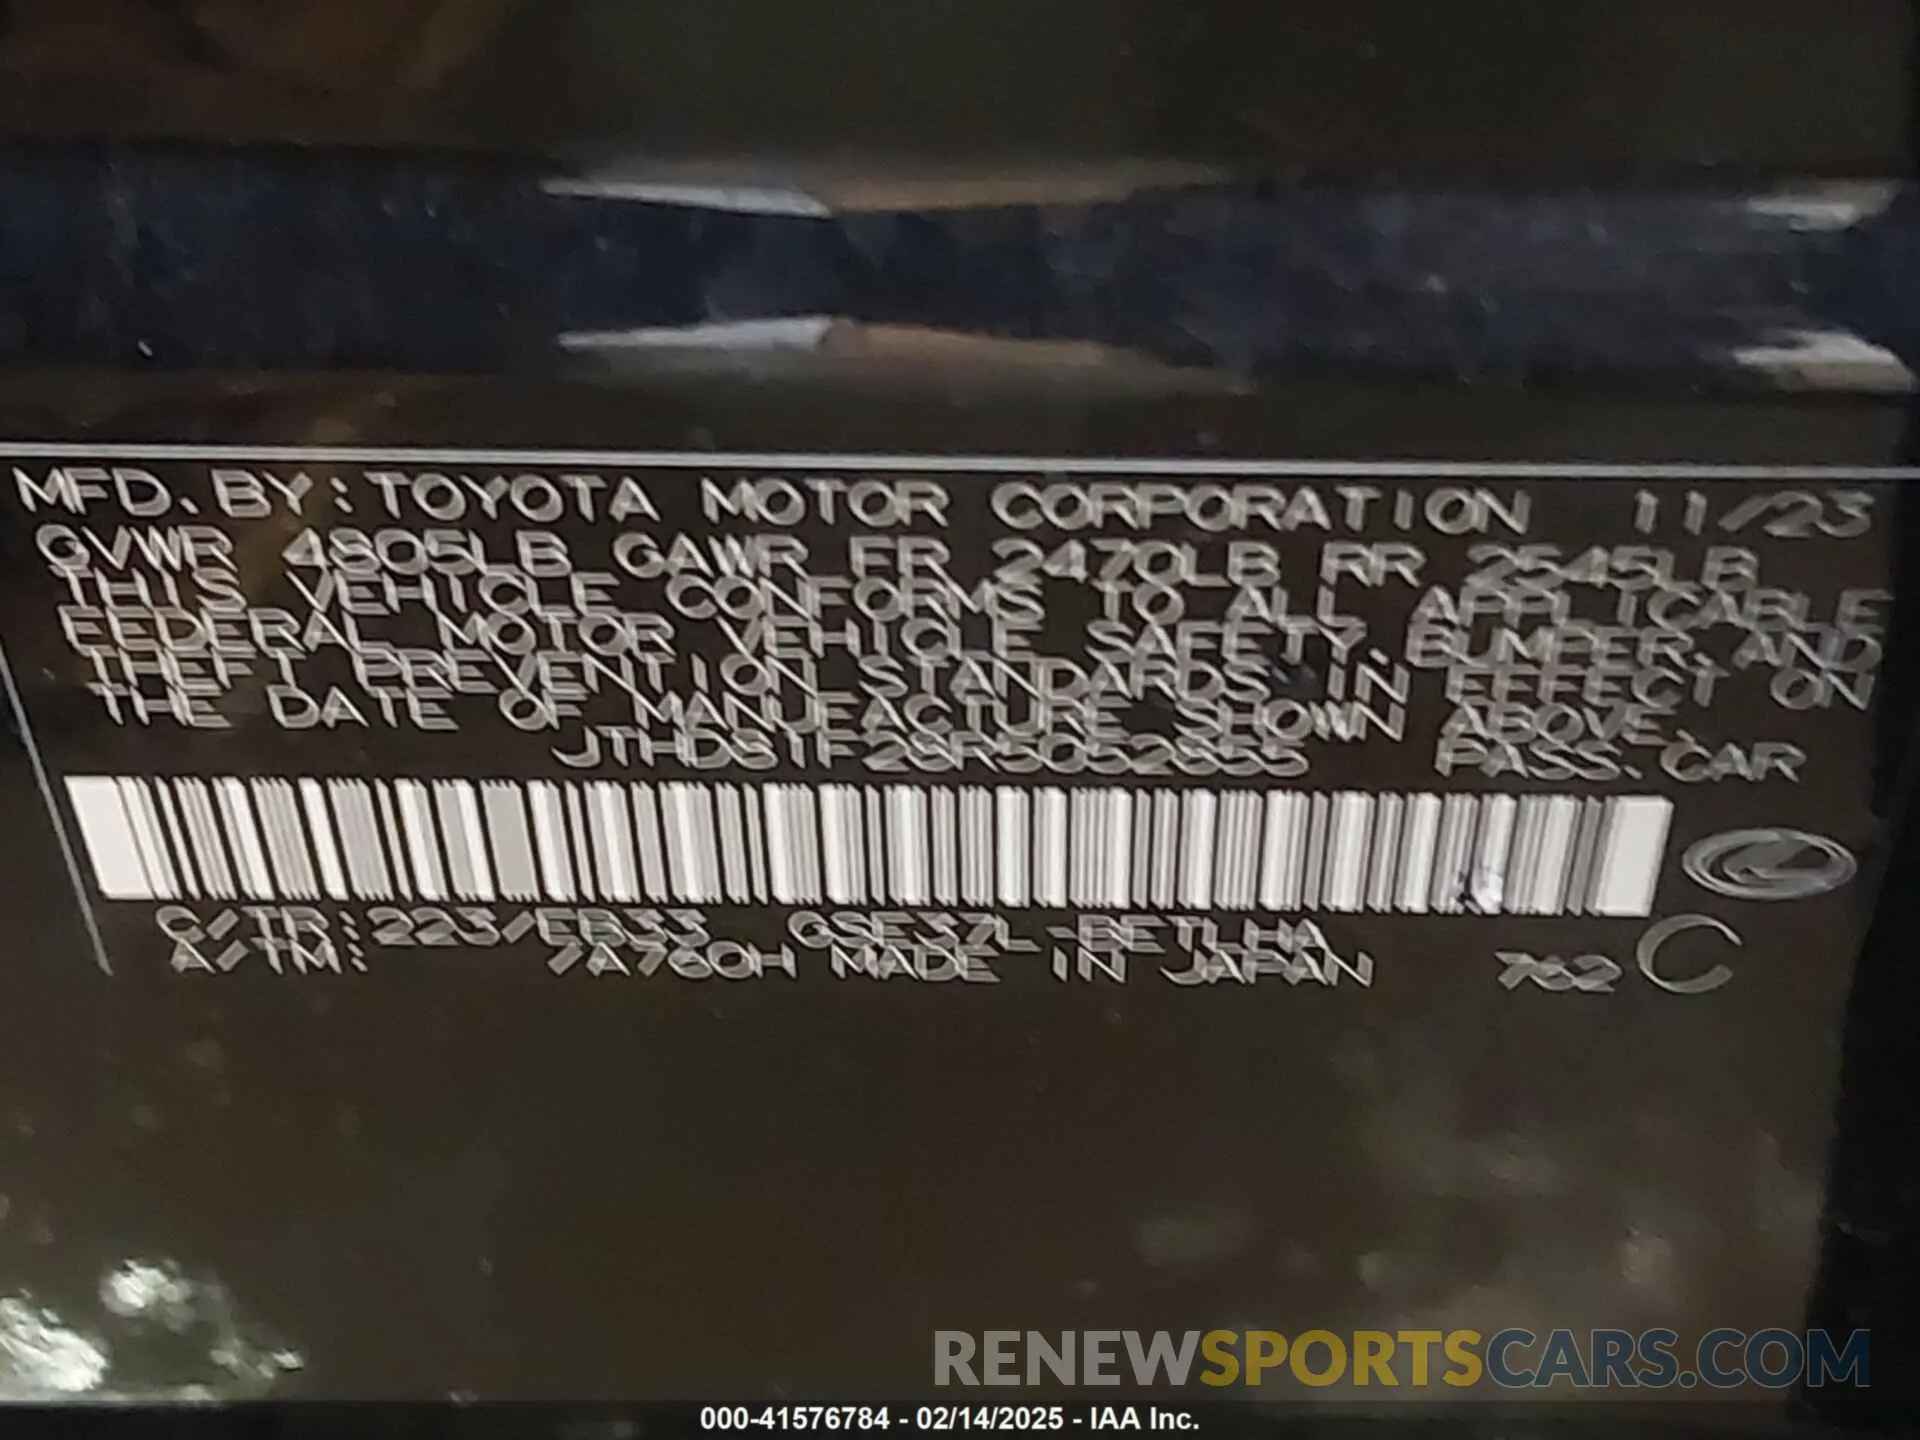 MFD. BY: TOYOTA MOTOR CORPORATION 11/23
GVWR 4805LB GAWR FR 2470LB RR 2545LB
THIS VEHICLE CONFORMS TO ALL APPLICABLE
FEDERAL MOTOR VEHICLE SAFETY, BUMPER, AND
THEFT PREVENTION STANDARDS IN EFFECT ON
THE DATE OF MANUFACTURE SHOWN ABOVE.
JTHD81F28R5052855 PASS. CAR
C/TR: 223/EB33 GSE37L-BETLHA
A/TM: /A760H MADE IN JAPAN 762 C
RENEWSPORTSCARS.COM
000-41576784 - 02/14/2025 - IAA Inc.